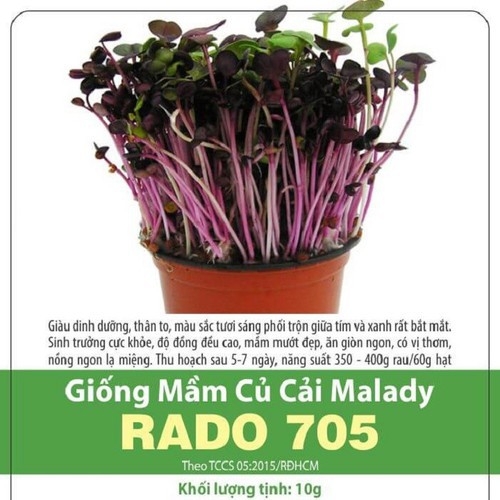 Giàu dinh dưỡng, thân to, màu sắc tươi sáng phối trộn giữa tím và xanh rất bắt mắt.
Sinh trưởng cực khỏe, độ đồng đều cao, mầm mướt đẹp, ăn giòn ngon, có vị thơm,
nồng ngon lạ miệng. Thu hoạch sau 5-7 ngày, năng suất 350 - 400g rau/60g hạt
Giống Mầm Củ Cải Malady
RADO 705
Theo TCCS 05:2015/RĐHCM
Khối lượng tịnh: 10g